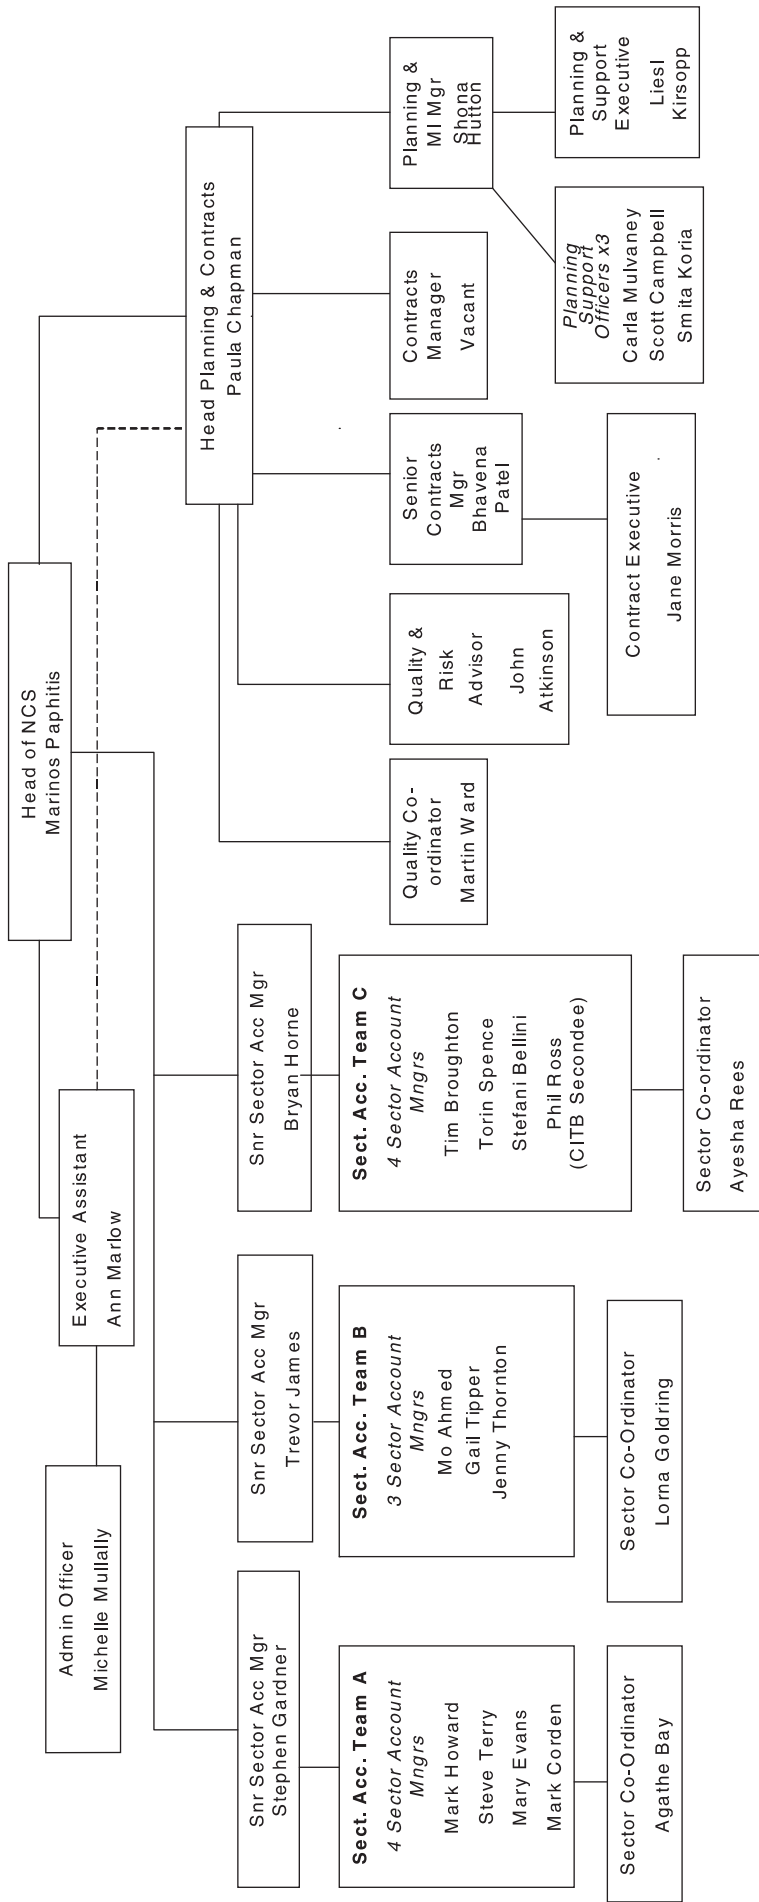 Head of NCS
Marinos Paphitis
Executive Assistant
Ann Marlow
Admin Officer
Michelle Mullally
Head Planning & Contracts
Paula Chapman
Snr Sector Acc Mgr
Stephen Gardner
Snr Sector Acc Mgr
Trevor James
Snr Sector Acc Mgr
Bryan Horne
Sect. Acc. Team A
4 Sector Account
Mngrs
Mark Howard
Steve Terry
Mary Evans
Mark Corden
Sect. Acc. Team B
3 Sector Account
Mngrs
Mo Ahmed
Gail Tipper
Jenny Thornton
Sect. Acc. Team C
4 Sector Account
Mngrs
Tim Broughton
Torin Spence
Stefani Bellini
Phil Ross
(CITB Secondee)
Sector Co-Ordinator
Agathe Bay
Sector Co-Ordinator
Lorna Goldring
Sector Co-ordinator
Ayesha Rees
Quality Co-
ordinator
Martin Ward
Quality &
Risk
Advisor
John
Atkinson
Senior
Contracts
Mgr
Bhavena
Patel
Contracts
Manager
Vacant
Planning &
MI Mgr
Shona
Hutton
Contract Executive
Jane Morris
Planning
Support
Officers x3
Carla Mulvaney
Scott Campbell
Smita Koria
Planning &
Support
Executive
Liesl
Kirsopp